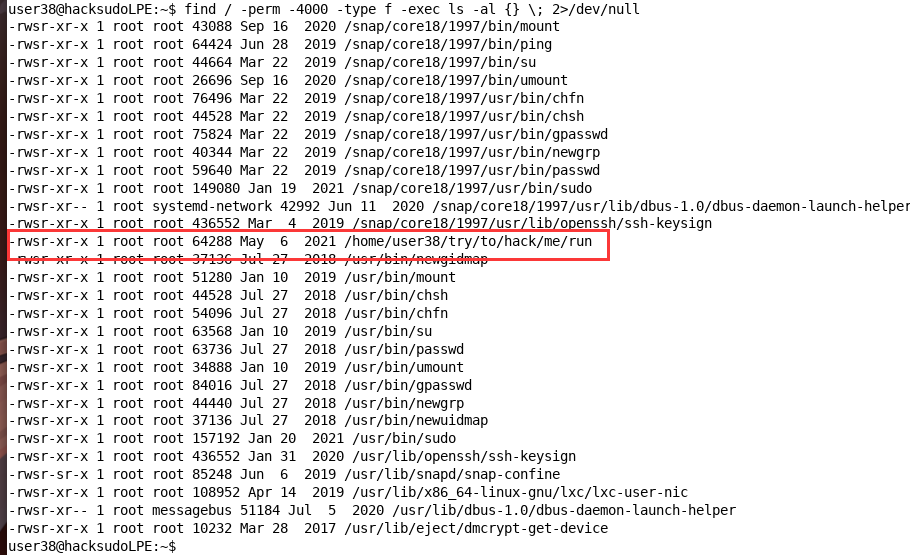 user38@hacksudoLPE:~$ find / -perm -4000 -type f -exec ls -al {} \; 2>/dev/null
-rwsr-xr-x 1 root root 43088 Sep 16  2020 /snap/core18/1997/bin/mount
-rwsr-xr-x 1 root root 64424 Jun 28  2019 /snap/core18/1997/bin/ping
-rwsr-xr-x 1 root root 44664 Mar 22  2019 /snap/core18/1997/bin/su
-rwsr-xr-x 1 root root 26696 Sep 16  2020 /snap/core18/1997/bin/umount
-rwsr-xr-x 1 root root 76496 Mar 22  2019 /snap/core18/1997/usr/bin/chfn
-rwsr-xr-x 1 root root 44528 Mar 22  2019 /snap/core18/1997/usr/bin/chsh
-rwsr-xr-x 1 root root 75824 Mar 22  2019 /snap/core18/1997/usr/bin/gpasswd
-rwsr-xr-x 1 root root 40344 Mar 22  2019 /snap/core18/1997/usr/bin/newgrp
-rwsr-xr-x 1 root root 59640 Mar 22  2019 /snap/core18/1997/usr/bin/passwd
-rwsr-xr-x 1 root root 149080 Jan 19  2021 /snap/core18/1997/usr/bin/sudo
-rwsr-xr-- 1 root systemd-network 42992 Jun 11  2020 /snap/core18/1997/usr/lib/dbus-1.0/dbus-daemon-launch-helper
-rwsr-xr-x 1 root root 436552 Mar  4  2019 /snap/core18/1997/usr/lib/openssh/ssh-keysign
-rwsr-xr-x 1 root root 64288 May  6  2021 /home/user38/try/to/hack/me/run
-rwsr-xr-x 1 root root 37136 Jul 27  2018 /usr/bin/newgidmap
-rwsr-xr-x 1 root root 51280 Jan 10  2019 /usr/bin/mount
-rwsr-xr-x 1 root root 44528 Jul 27  2018 /usr/bin/chsh
-rwsr-xr-x 1 root root 54096 Jul 27  2018 /usr/bin/chfn
-rwsr-xr-x 1 root root 63568 Jan 10  2019 /usr/bin/su
-rwsr-xr-x 1 root root 63736 Jul 27  2018 /usr/bin/passwd
-rwsr-xr-x 1 root root 34888 Jan 10  2019 /usr/bin/umount
-rwsr-xr-x 1 root root 84016 Jul 27  2018 /usr/bin/gpasswd
-rwsr-xr-x 1 root root 44440 Jul 27  2018 /usr/bin/newgrp
-rwsr-xr-x 1 root root 37136 Jul 27  2018 /usr/bin/newuidmap
-rwsr-xr-x 1 root root 157192 Jan 20  2021 /usr/bin/sudo
-rwsr-xr-x 1 root root 436552 Jan 31  2020 /usr/lib/openssh/ssh-keysign
-rwsr-sr-x 1 root root 85248 Jun  6  2019 /usr/lib/snapd/snap-confine
-rwsr-xr-x 1 root root 108952 Apr 14  2019 /usr/lib/x86_64-linux-gnu/lxc/lxc-user-nic
-rwsr-xr-- 1 root messagebus 51184 Jul  5  2020 /usr/lib/dbus-1.0/dbus-daemon-launch-helper
-rwsr-xr-x 1 root root 10232 Mar 28  2017 /usr/lib/eject/dmcrypt-get-device
user38@hacksudoLPE:~$